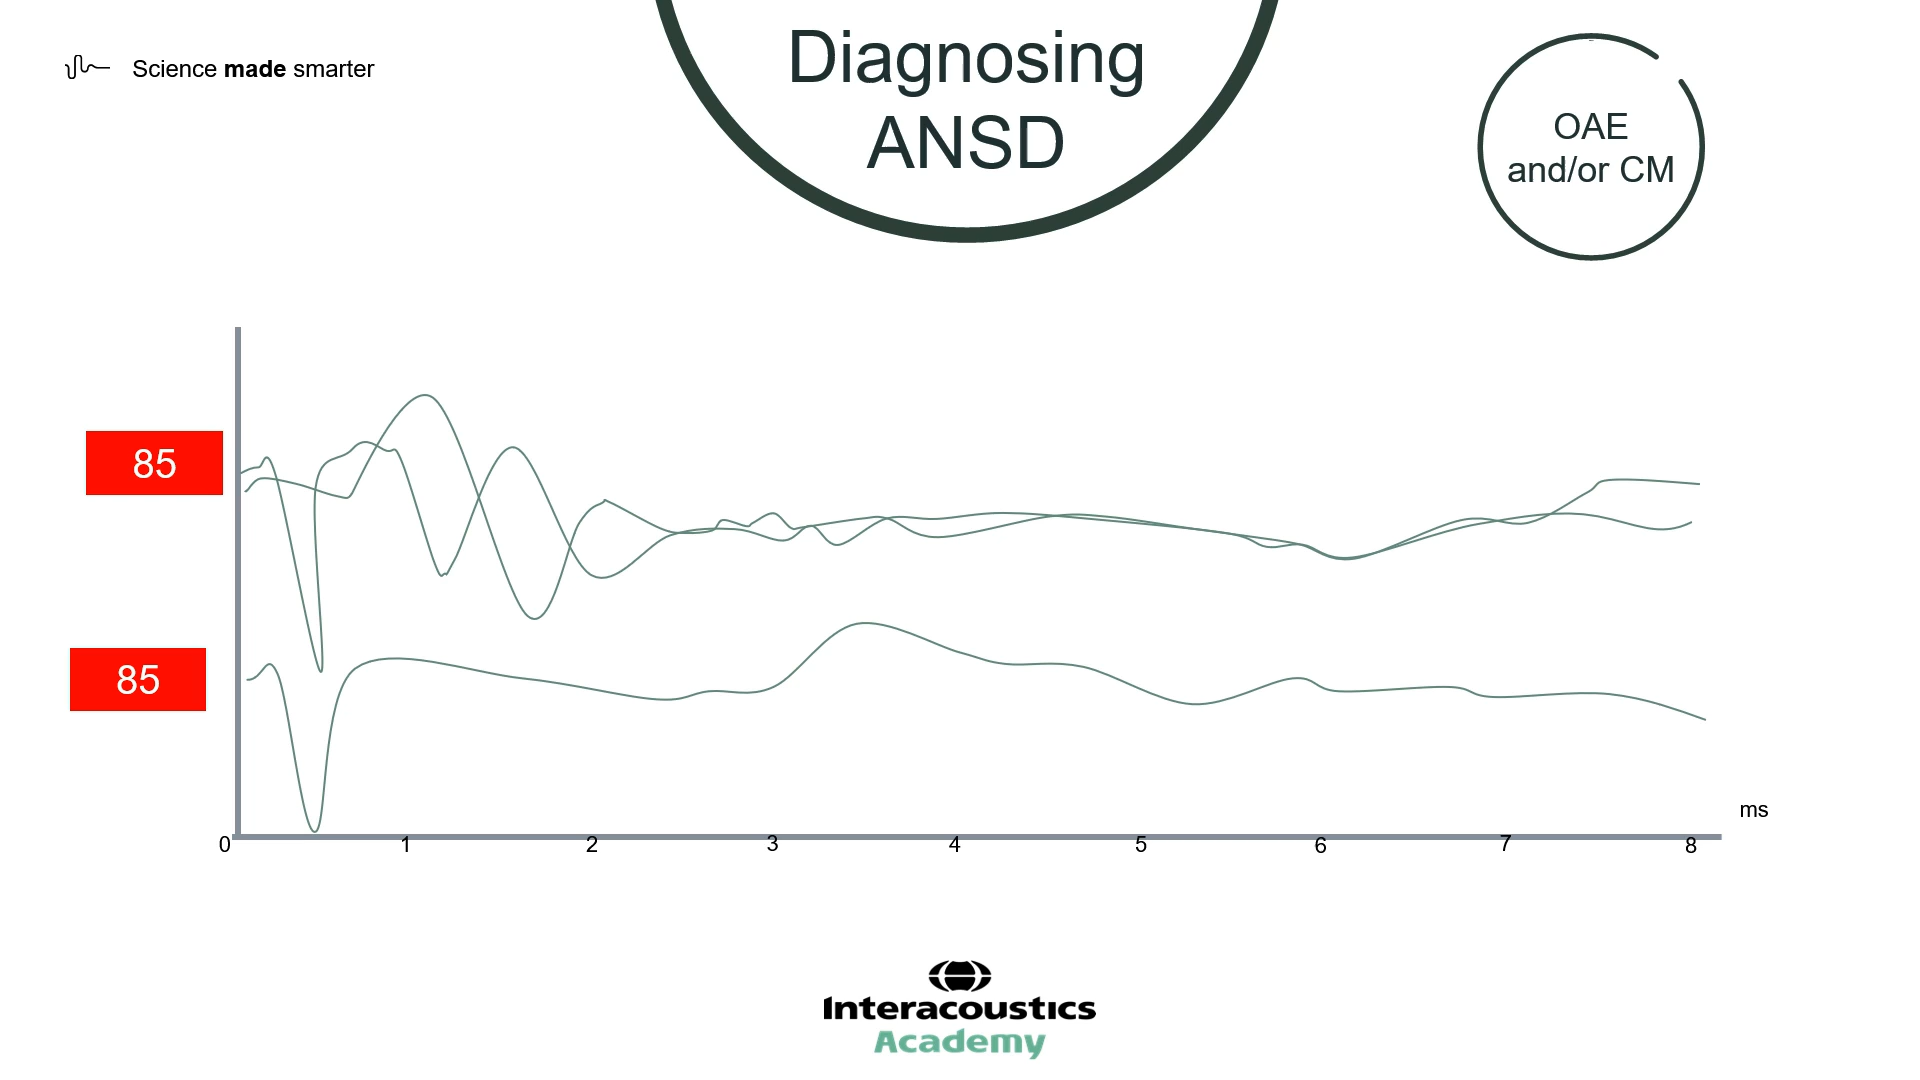 Science made smarter
Diagnosing
ANSD
OAE
and/or CM
85
85
ms
0 1 2 3 4 5 6 7 8
Interacoustics
Academy